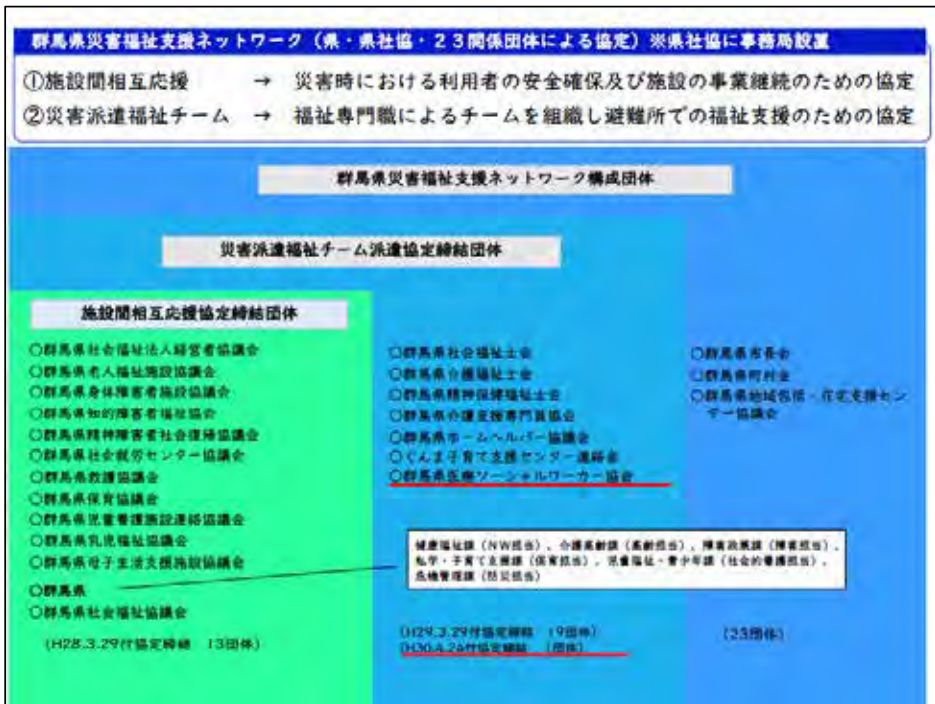 群馬県災害福祉支援ネットワーク（県・県社協・２３関係団体による協定）※県社協に事務局設置
①施設間相互応援 → 災害時における利用者の安全確保及び施設の事業継続のための協定
②災害派遣福祉チーム → 福祉専門職によるチームを組織し避難所での福祉支援のための協定
群馬県災害福祉支援ネットワーク構成団体
災害派遣福祉チーム派遣協定締結団体
施設間相互応援協定締結団体
○群馬県社会福祉法人経営者協議会
○群馬県老人福祉施設協議会
○群馬県身体障害者施設協議会
○群馬県知的障害者福祉協会
○群馬県精神障害者社会復帰協議会
○群馬県社会就労センター協議会
○群馬県救護協議会
○群馬県保育協議会
○群馬県児童養護施設連絡協議会
○群馬県乳児福祉協議会
○群馬県母子生活支援施設協議会
○群馬県
○群馬県社会福祉協議会
（H28.3.29付協定締結　13団体）
○群馬県社会福祉士会
○群馬県介護福祉士会
○群馬県精神保健福祉士会
○群馬県介護支援専門員協会
○群馬県ホームヘルパー協議会
○ぐんま子育て支援センター連絡会
○群馬県医療ソーシャルワーカー協会
健康福祉課（NW担当）、介護高齢課（高齢担当）、障害政策課（障害担当）、
私学・子育て支援課（保育担当）、児童福祉・青少年課（社会的養護担当）、
危機管理課（防災担当）
（H29.3.29付協定締結　19団体）
（H30.4.26付協定締結　1団体）
○群馬県市長会
○群馬県町村会
○群馬県地域包括・在宅支援セン
ター協議会
（23団体）